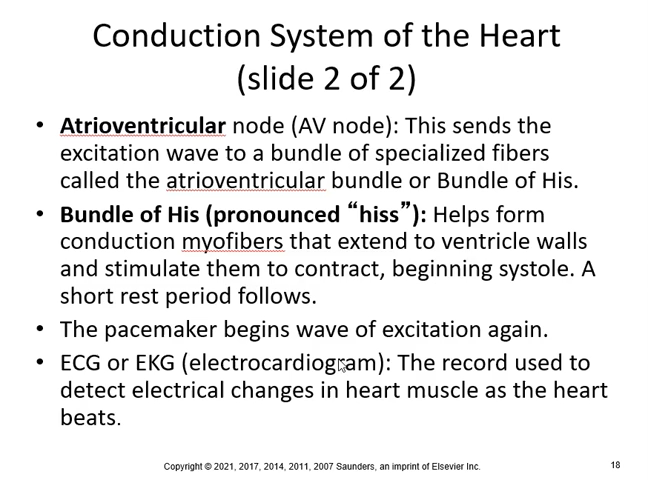 Conduction System of the Heart
(slide 2 of 2)
• Atrioventricular node (AV node): This sends the
excitation wave to a bundle of specialized fibers
called the atrioventricular bundle or Bundle of His.
• Bundle of His (pronounced “hiss”): Helps form
conduction myofibers that extend to ventricle walls
and stimulate them to contract, beginning systole. A
short rest period follows.
• The pacemaker begins wave of excitation again.
• ECG or EKG (electrocardiogram): The record used to
detect electrical changes in heart muscle as the heart
beats.
Copyright © 2021, 2017, 2014, 2011, 2007 Saunders, an imprint of Elsevier Inc.
18